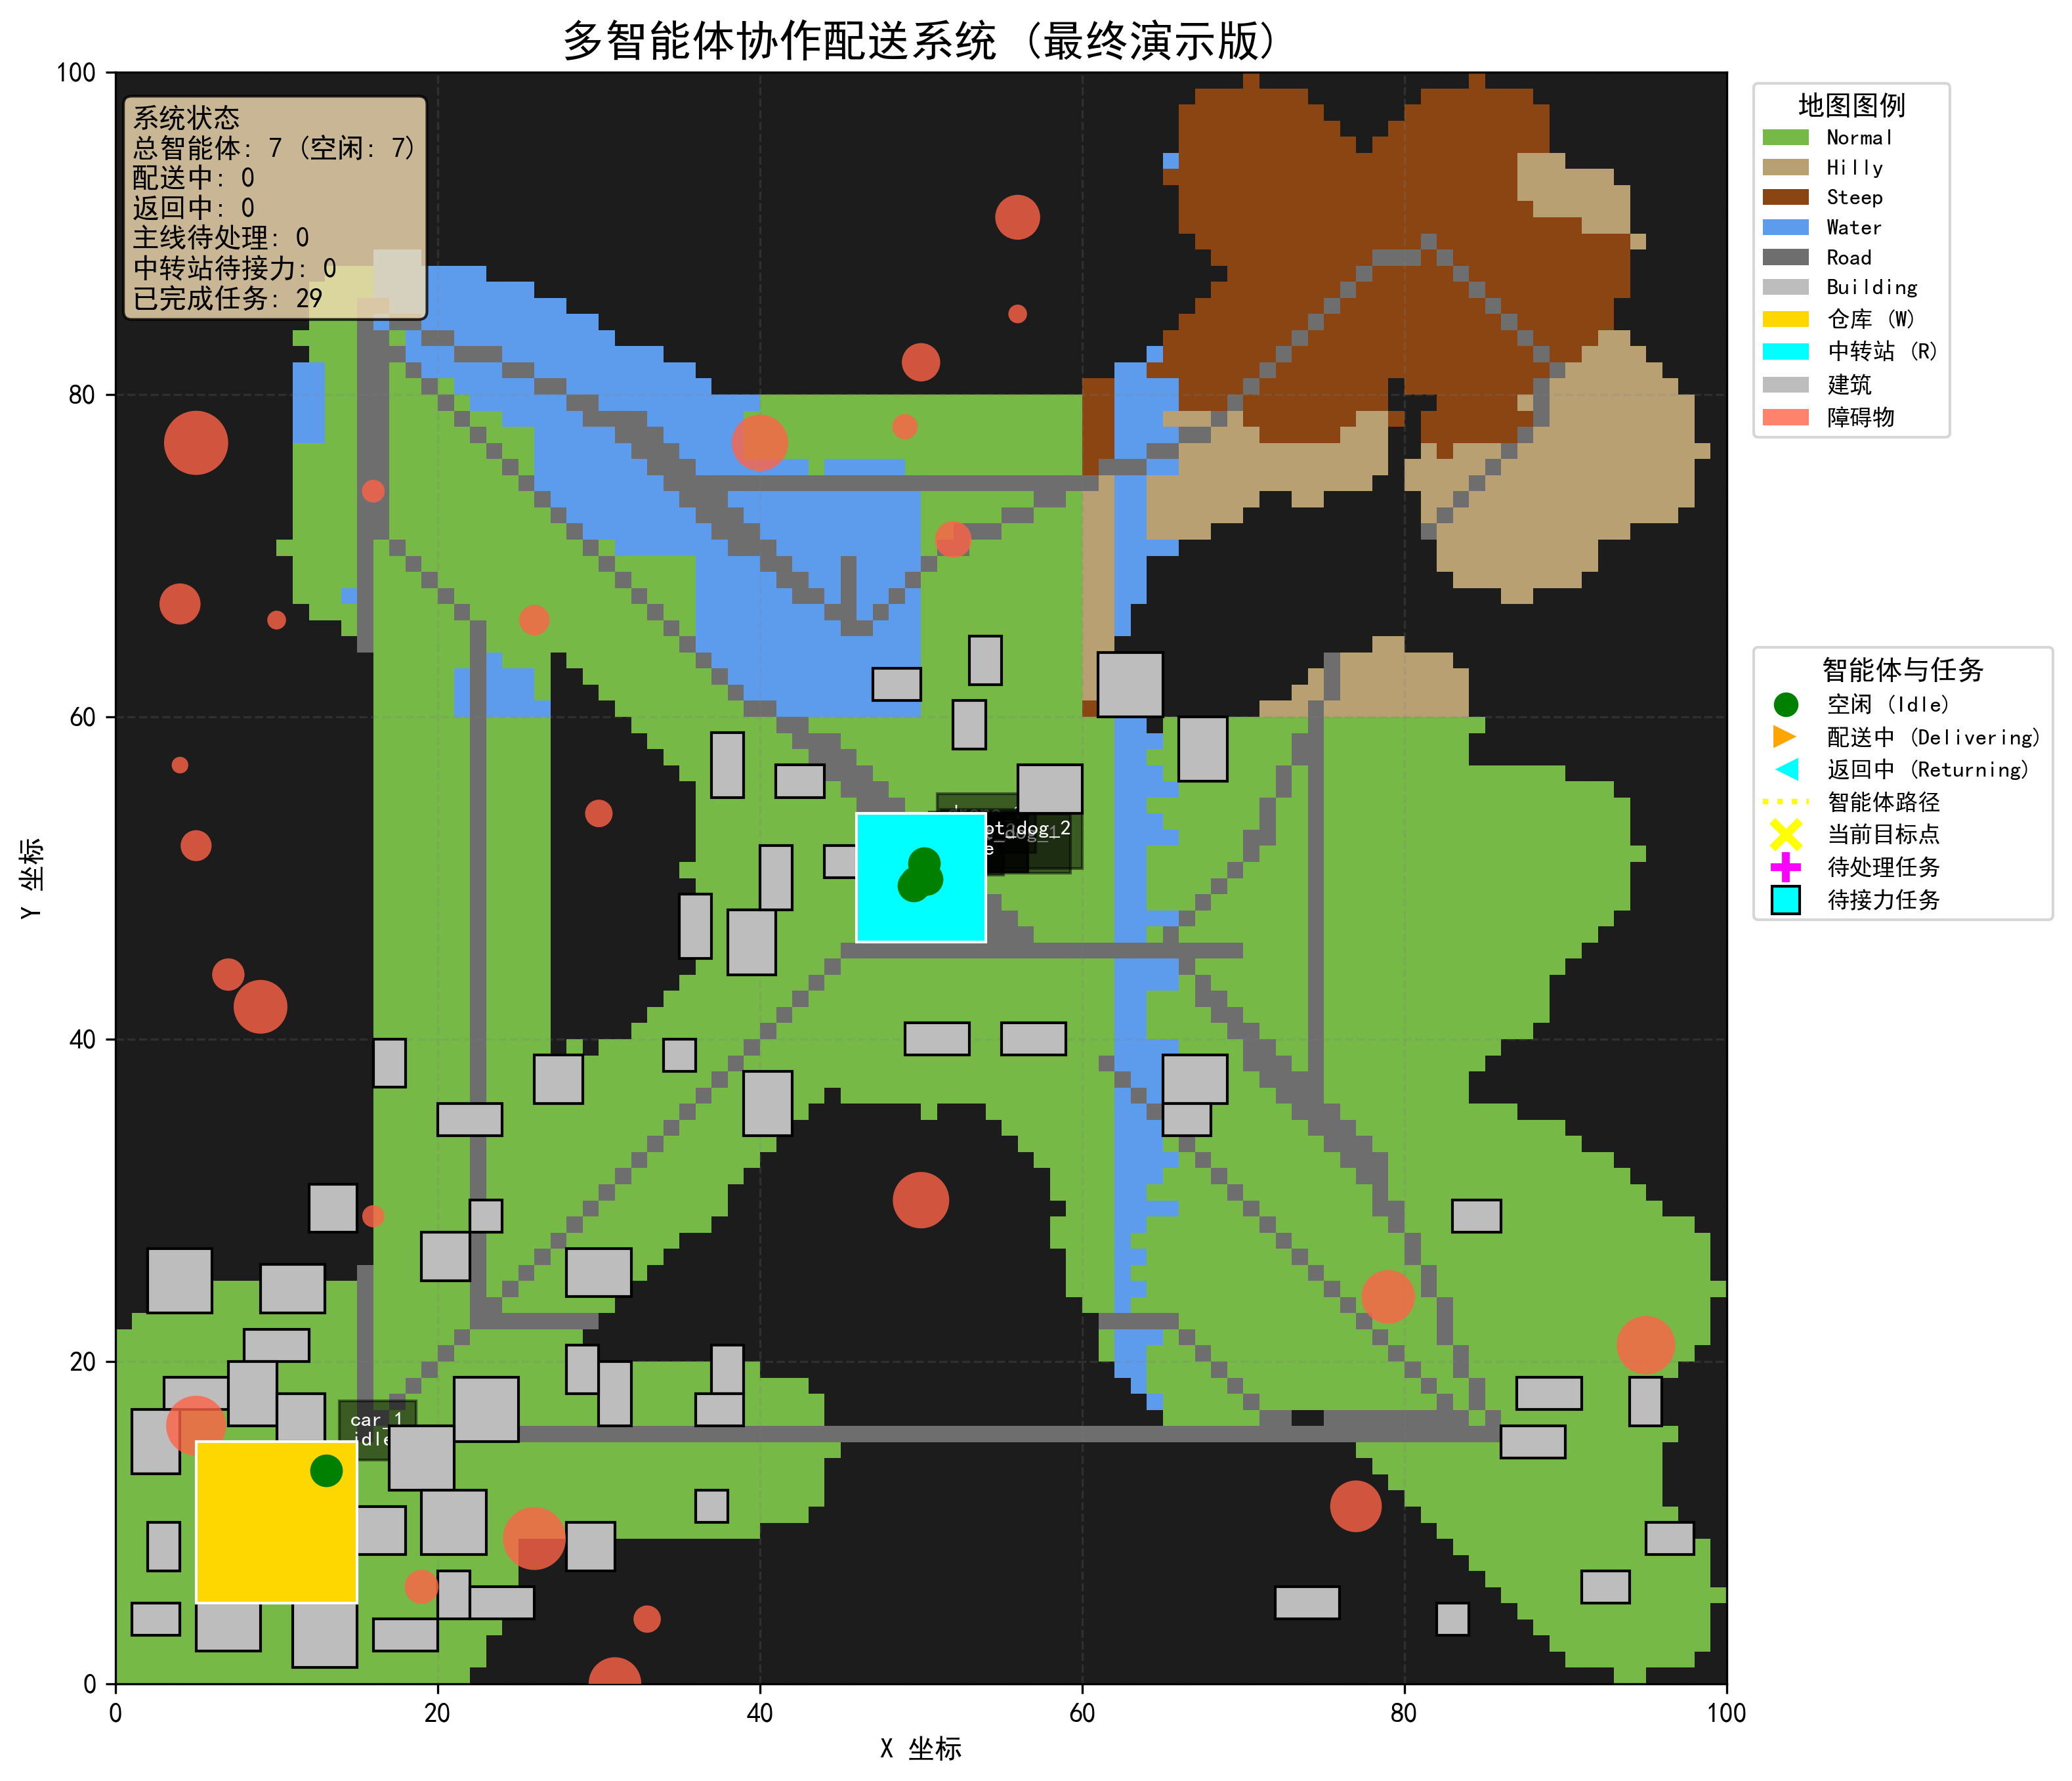 多智能体协作配送系统 (最终演示版)
系统状态
总智能体: 7 (空闲: 7)
配送中: 0
返回中: 0
主线待处理: 0
中转站待接力: 0
已完成任务: 29
100
80
60
40
20
0
Y 坐标
0
20
40
60
80
100
X 坐标
car_1
idle
ot_dog_2
地图图例
Normal
Hilly
Steep
Water
Road
Building
仓库 (W)
中转站 (R)
建筑
障碍物
智能体与任务
空闲 (Idle)
配送中 (Delivering)
返回中 (Returning)
智能体路径
当前目标点
待处理任务
待接力任务